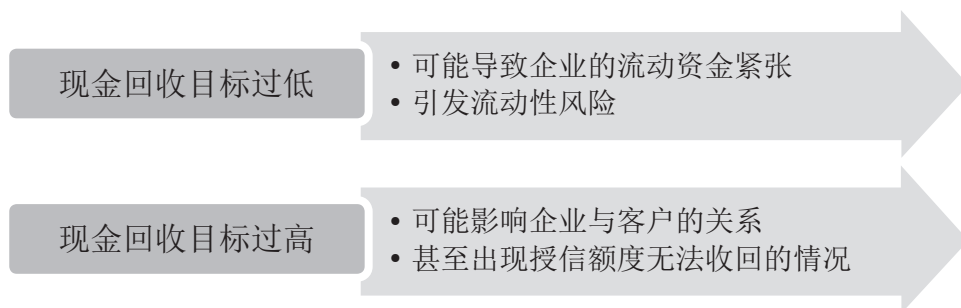 现金回收目标过低
• 可能导致企业的流动资金紧张
• 引发流动性风险
现金回收目标过高
• 可能影响企业与客户的关系
• 甚至出现授信额度无法收回的情况